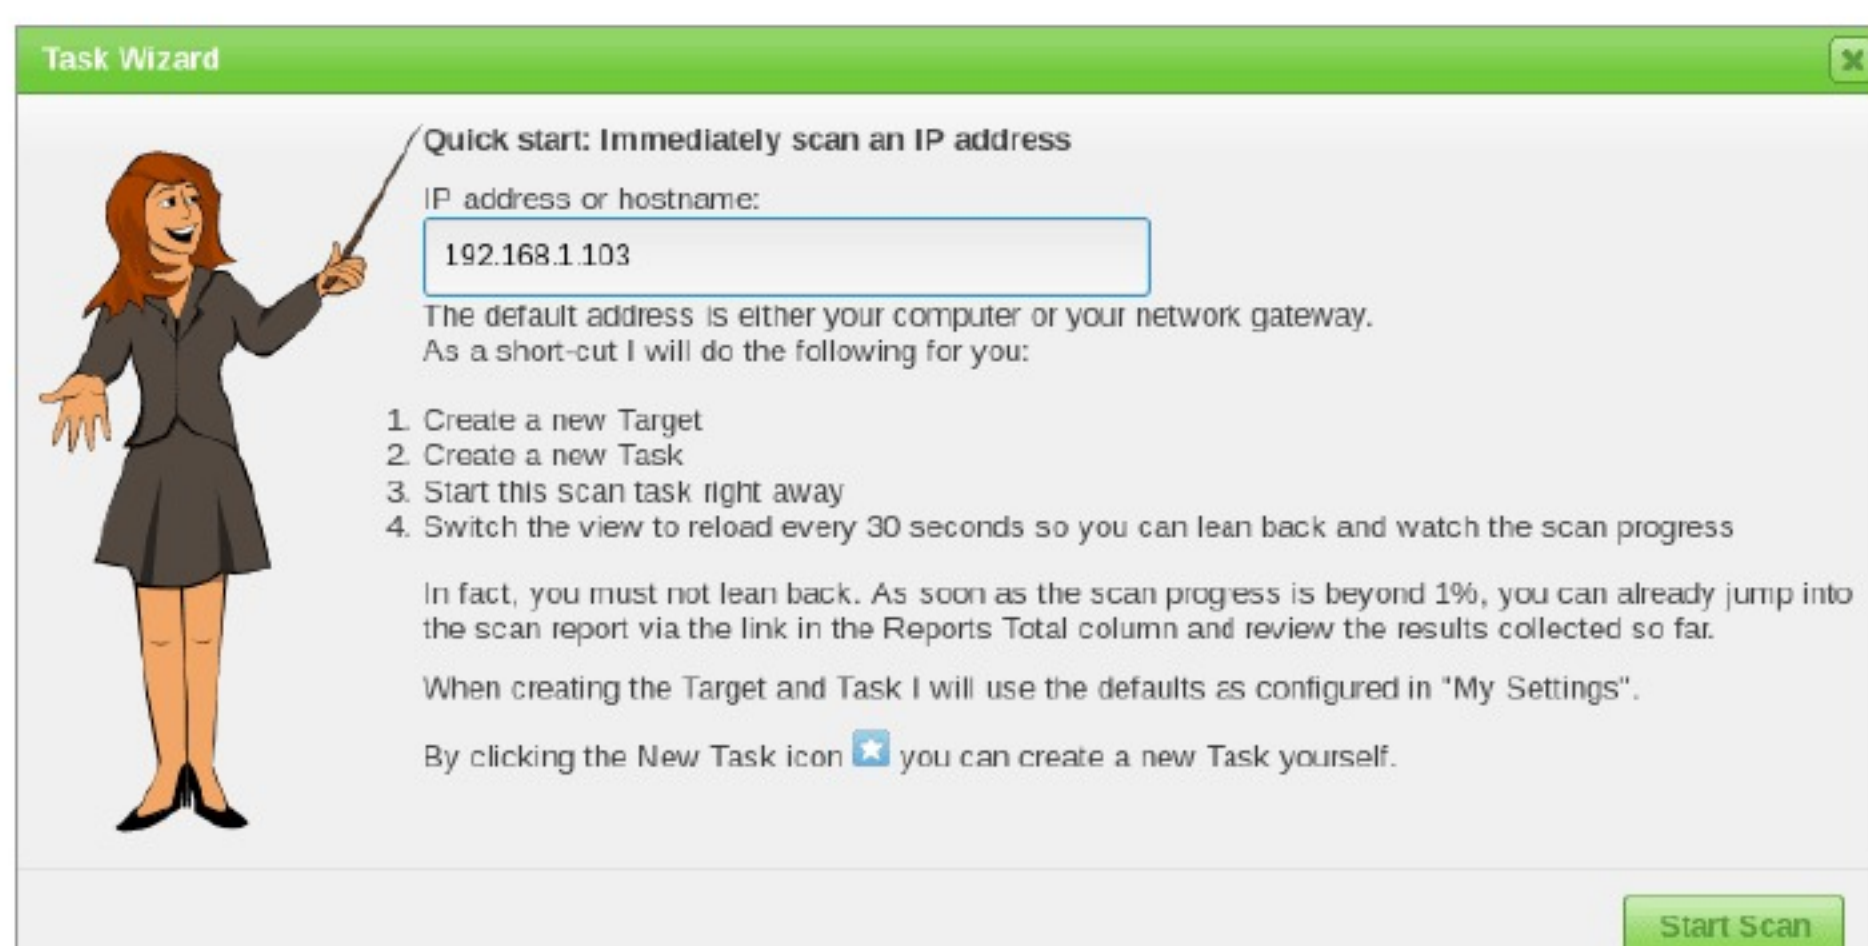 Task Wizard
Quick start: Immediately scan an IP address
IP address or hostname:
192.168.1.103
The default address is either your computer or your network gateway.
As a short-cut I will do the following for you:
1. Create a new Target
2. Create a new Task
3. Start this scan task right away
4. Switch the view to reload every 30 seconds so you can lean back and watch the scan progress
In fact, you must not lean back. As soon as the scan progress is beyond 1%, you can already jump into
the scan report via the link in the Reports Total column and review the results collected so far.
When creating the Target and Task I will use the defaults as configured in "My Settings".
By clicking the New Task icon you can create a new Task yourself.
Start Scan